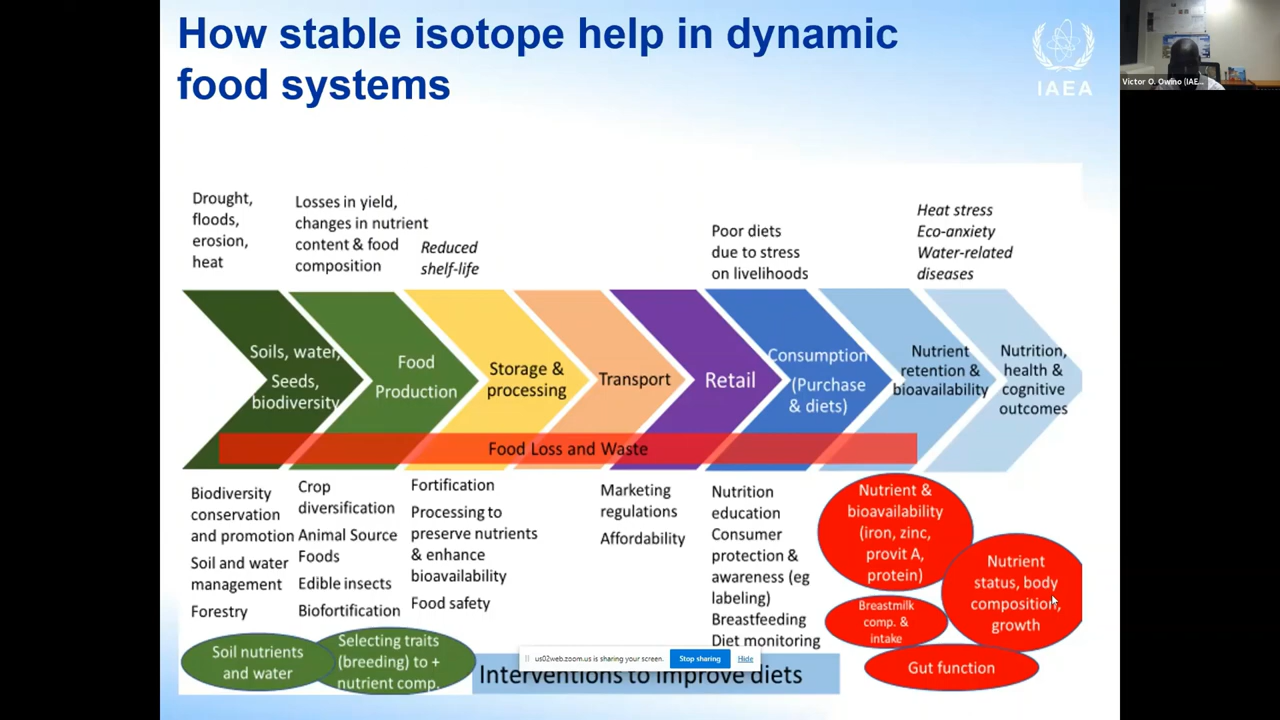 How stable isotope help in dynamic
food systems
IAEA
Victor O. Owino (IAE...
Drought,
floods,
erosion,
heat
Losses in yield,
changes in nutrient
content & food
composition
Reduced
shelf-life
Poor diets
due to stress
on livelihoods
Heat stress
Eco-anxiety
Water-related
diseases
Soils, water,
Seeds,
biodiversity
Food
Production
Storage &
processing
Transport
Retail
Consumption
(Purchase
& diets)
Nutrient
retention &
bioavailability
Nutrition,
health &
cognitive
outcomes
Food Loss and Waste
Biodiversity
conservation
and promotion
Soil and water
management
Forestry
Crop
diversification
Animal Source
Foods
Edible insects
Biofortification
Fortification
Processing to
preserve nutrients
& enhance
bioavailability
Food safety
Marketing
regulations
Affordability
Nutrition
education
Consumer
protection &
awareness (eg
labeling)
Breastfeeding
Diet monitoring
Nutrient &
bioavailability
(iron, zinc,
provit A,
protein)
Nutrient
status, body
composition,
growth
Breastmilk
comp. &
intake
Gut function
Soil nutrients
and water
Selecting traits
(breeding) to +
nutrient comp.
us02web.zoom.us is sharing your screen.
Stop sharing
Hide
Interventions to improve diets